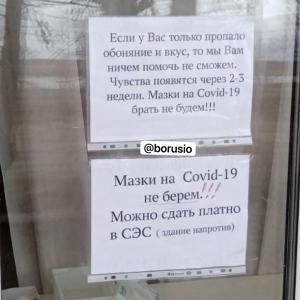 Если у Вас только пропало
обоняние и вкус, то мы Вам
ничем помочь не сможем.
Чувства появятся через 2-3
недели. Мазки на Covid-19
брать не будем!!!
@borusio
Мазки на Covid-19
не берем!!!
Можно сдать платно
в СЭС ( здание напротив)